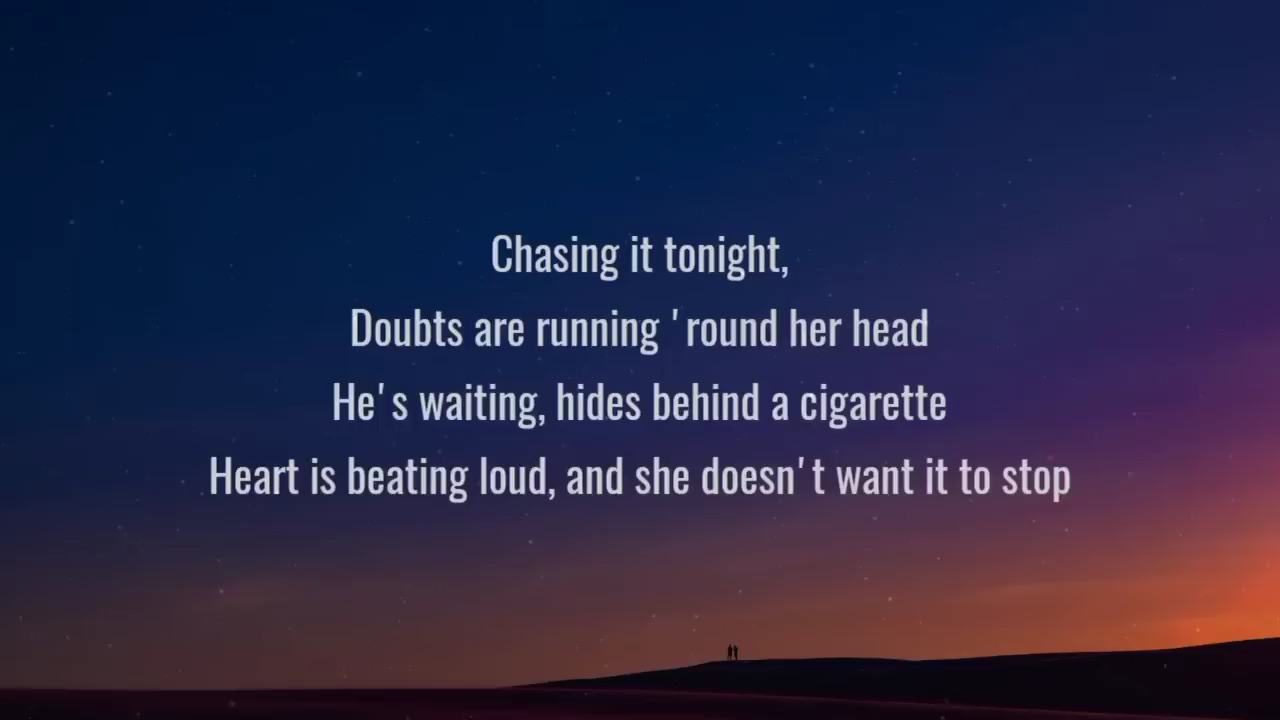 Chasing it tonight,
Doubts are running 'round her head
He's waiting, hides behind a cigarette
Heart is beating loud, and she doesn't want it to stop